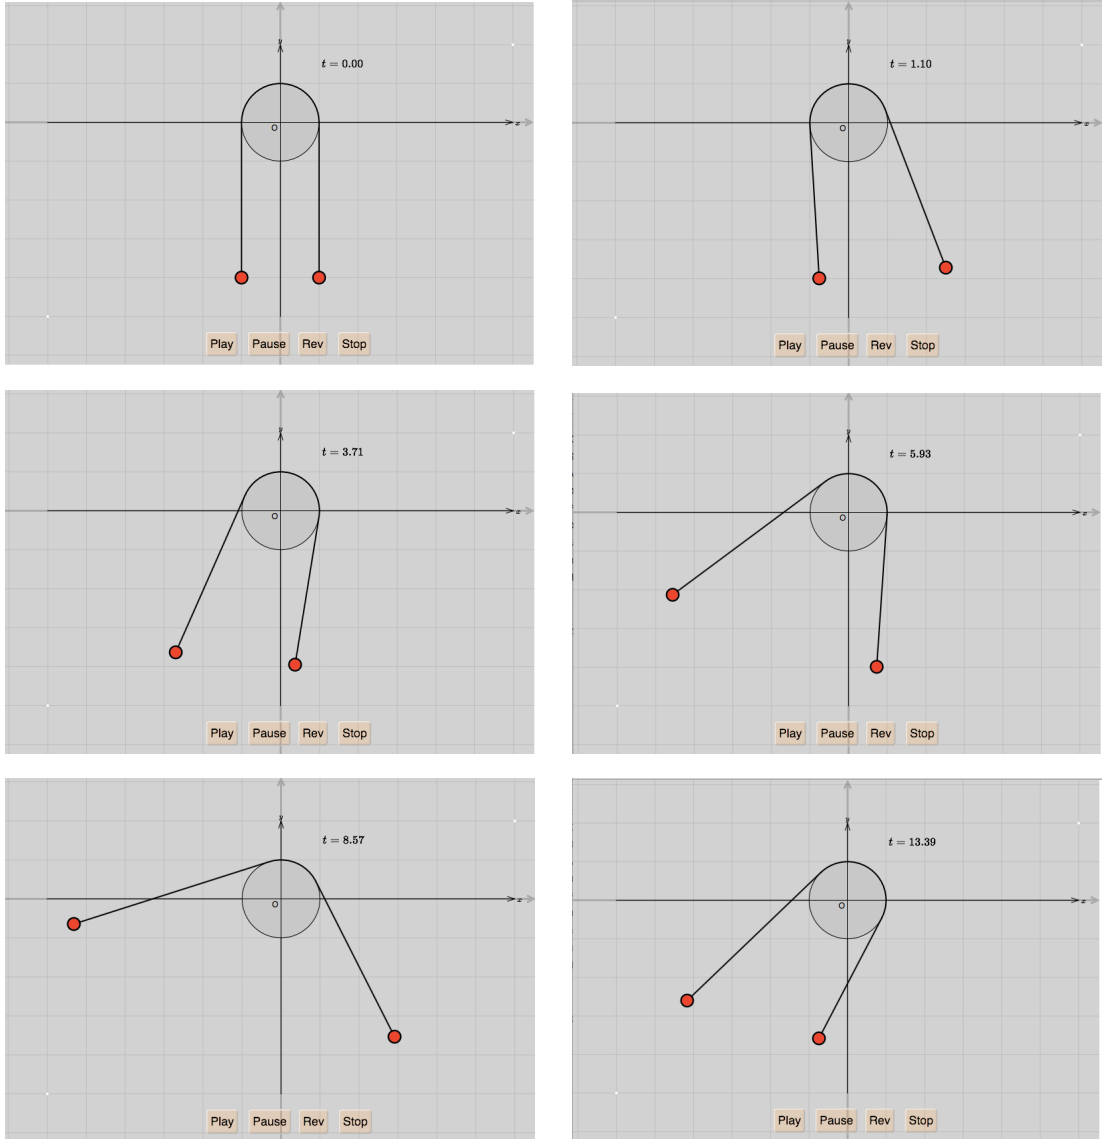 y
t = 0.00
x
O
Play Pause Rev Stop
y
t = 1.10
x
O
Play Pause Rev Stop
y
t = 3.71
x
O
Play Pause Rev Stop
y
t = 5.93
x
O
Play Pause Rev Stop
y
t = 8.57
x
O
Play Pause Rev Stop
y
t = 13.39
x
O
Play Pause Rev Stop